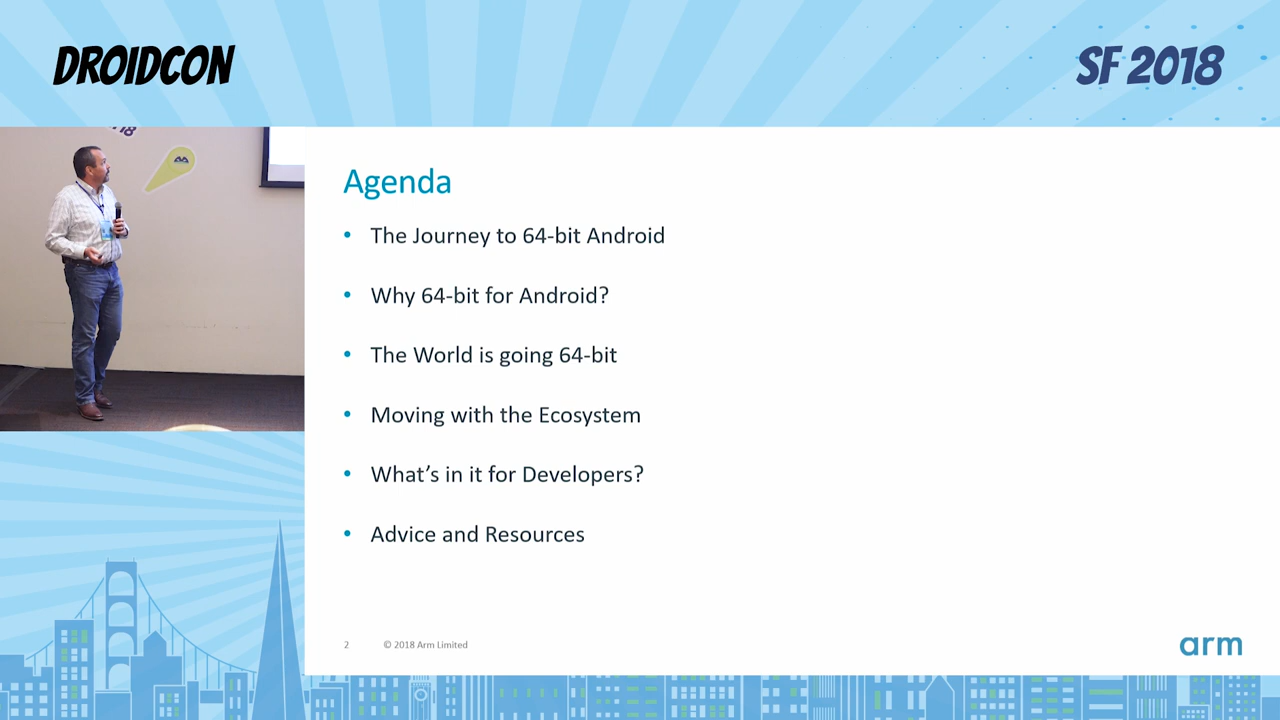 DROIDCON
SF 2018
Agenda
• The Journey to 64-bit Android
• Why 64-bit for Android?
• The World is going 64-bit
• Moving with the Ecosystem
• What's in it for Developers?
• Advice and Resources
2
© 2018 Arm Limited
arm